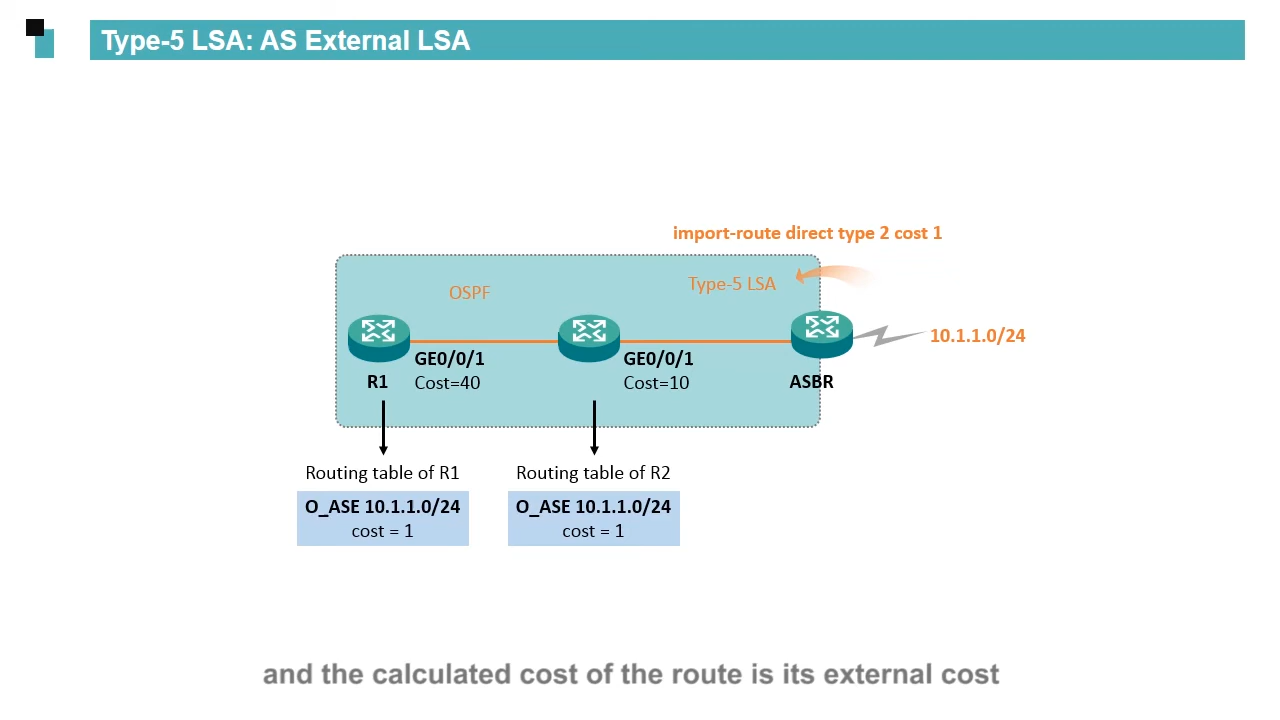 Type-5 LSA: AS External LSA
import-route direct type 2 cost 1
OSPF
Type-5 LSA
10.1.1.0/24
GE0/0/1
GE0/0/1
R1
Cost=40
Cost=10
ASBR
Routing table of R1
Routing table of R2
O_ASE 10.1.1.0/24
cost = 1
O_ASE 10.1.1.0/24
cost = 1
and the calculated cost of the route is its external cost